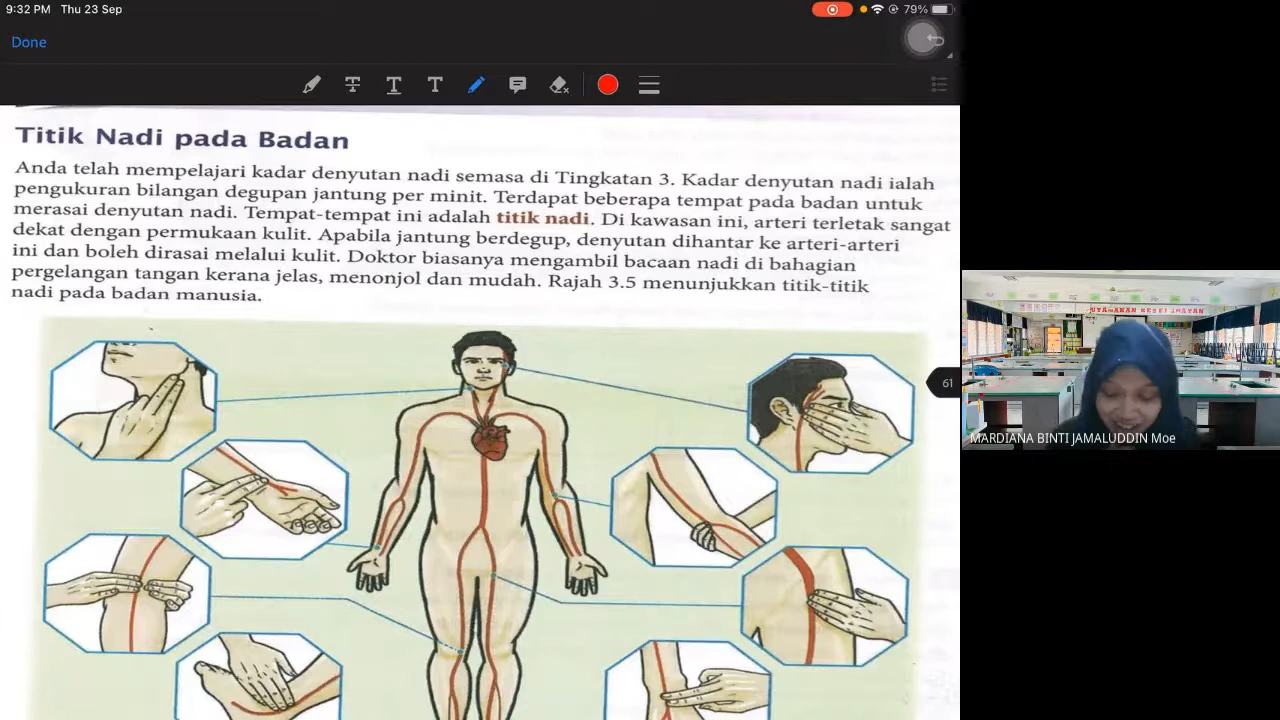 9:32 PM Thu 23 Sep
79%
Done
T T T
Titik Nadi pada Badan
Anda telah mempelajari kadar denyutan nadi semasa di Tingkatan 3. Kadar denyutan nadi ialah
pengukuran bilangan degupan jantung per minit. Terdapat beberapa tempat pada badan untuk
merasai denyutan nadi. Tempat-tempat ini adalah titik nadi. Di kawasan ini, arteri terletak sangat
dekat dengan permukaan kulit. Apabila jantung berdegup, denyutan dihantar ke arteri-arteri
ini dan boleh dirasai melalui kulit. Doktor biasanya mengambil bacaan nadi di bahagian
pergelangan tangan kerana jelas, menonjol dan mudah. Rajah 3.5 menunjukkan titik-titik
nadi pada badan manusia.
61
MARDIANA BINTI JAMALUDDIN Moe